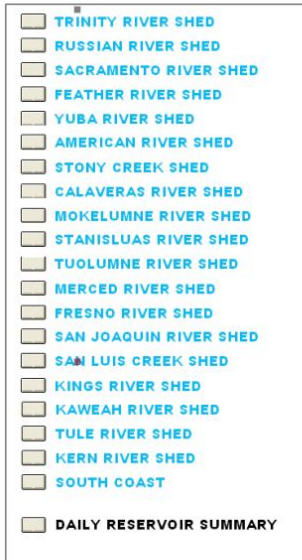 TRINITY RIVER SHED
RUSSIAN RIVER SHED
SACRAMENTO RIVER SHED
FEATHER RIVER SHED
YUBA RIVER SHED
AMERICAN RIVER SHED
STONY CREEK SHED
CALAVERAS RIVER SHED
MOKELUMNE RIVER SHED
STANISLUAS RIVER SHED
TUOLUMNE RIVER SHED
MERCED RIVER SHED
FRESNO RIVER SHED
SAN JOAQUIN RIVER SHED
SAN LUIS CREEK SHED
KINGS RIVER SHED
KAWEAH RIVER SHED
TULE RIVER SHED
KERN RIVER SHED
SOUTH COAST
DAILY RESERVOIR SUMMARY